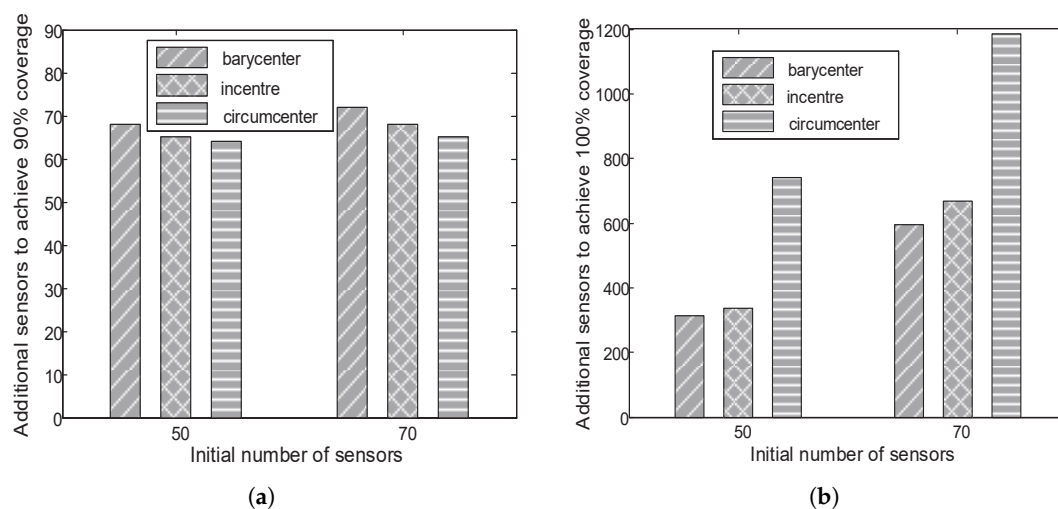 Additional sensors to achieve 90% coverage
90
80
70
60
50
40
30
20
10
0
barycenter
incentre
circumcenter
50
70
Initial number of sensors
(a)
Additional sensors to achieve 100% coverage
1200
1000
800
600
400
200
0
barycenter
incentre
circumcenter
50
70
Initial number of sensors
(b)